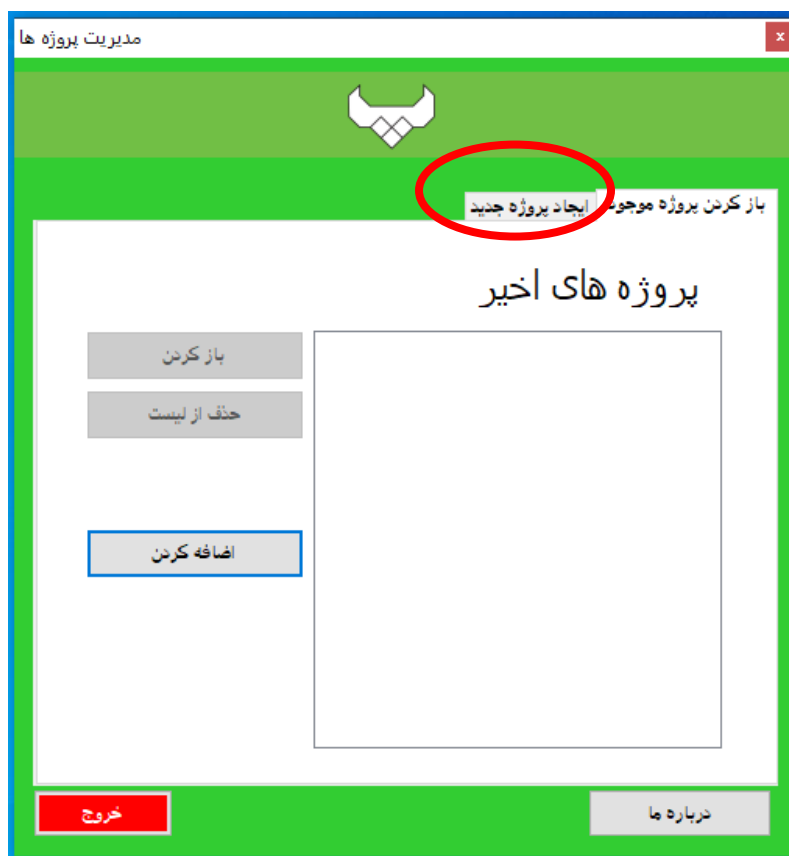 مدیریت پروژه ها
x
باز کردن پروژه موجود
ایجاد پروژه جدید
پروژه های اخیر
باز کردن
حذف از لیست
اضافه کردن
درباره ما
خروج